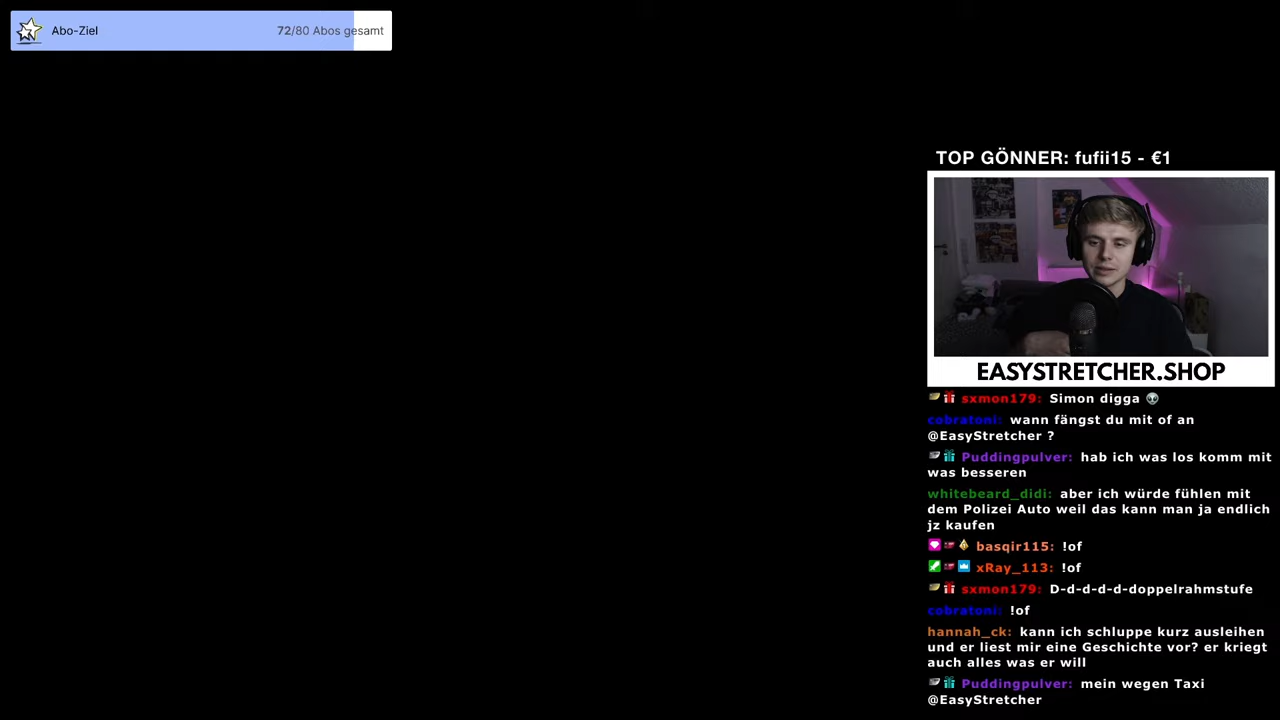 Abo-Ziel
72/80 Abos gesamt
TOP GÖNNER: fufii15 - €1
EASYSTRETCHER.SHOP
sxmon179: Simon digga 👽
cobratoni: wann fängst du mit of an
@EasyStretcher ?
Puddingpulver: hab ich was los komm mit
was besseren
whitebeard_didi: aber ich würde fühlen mit
dem Polizei Auto weil das kann man ja endlich
jz kaufen
basqir115: !of
xRay_113: !of
sxmon179: D-d-d-d-d-doppelrahmstufe
cobratoni: !of
hannah_ck: kann ich schluppe kurz ausleihen
und er liest mir eine Geschichte vor? er kriegt
auch alles was er will
Puddingpulver: mein wegen Taxi
@EasyStretcher